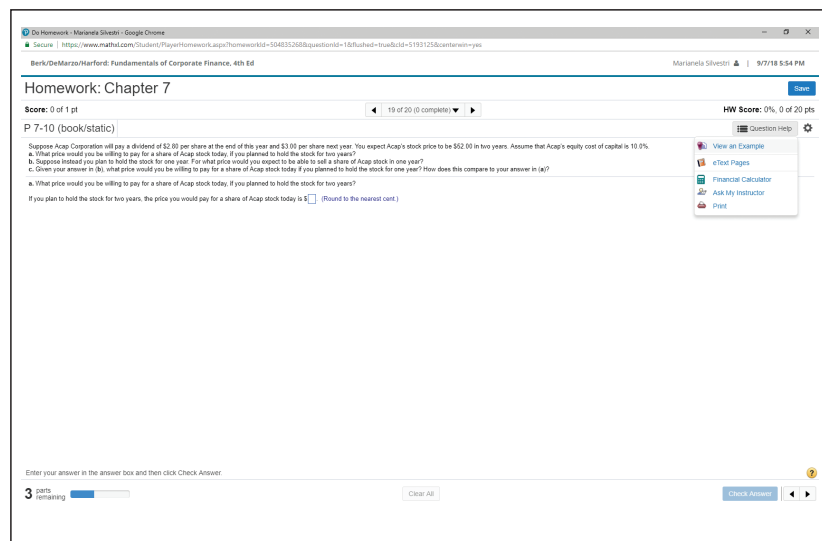 Do Homework - Marianela Silvestri - Google Chrome
Secure | https://www.mathxl.com/Student/PlayerHomework.aspx?homeworkId=504835268&questionId=1&flushed=true&cId=5193125&centerwin=yes
Berk/DeMarzo/Harford: Fundamentals of Corporate Finance, 4th Ed
Marianela Silvestri | 9/7/18 5:54 PM
Homework: Chapter 7
Save
Score: 0 of 1 pt
19 of 20 (0 complete)
HW Score: 0%, 0 of 20 pts
P 7-10 (book/static)
Question Help
Suppose Acap Corporation will pay a dividend of $2.80 per share at the end of this year and $3.00 per share next year. You expect Acap's stock price to be $52.00 in two years. Assume that Acap's equity cost of capital is 10.0%.
a. What price would you be willing to pay for a share of Acap stock today, if you planned to hold the stock for two years?
b. Suppose instead you plan to hold the stock for one year. For what price would you expect to be able to sell a share of Acap stock in one year?
c. Given your answer in (b), what price would you be willing to pay for a share of Acap stock today if you planned to hold the stock for one year? How does this compare to your answer in (a)?
View an Example
eText Pages
Financial Calculator
Ask My Instructor
Print
a. What price would you be willing to pay for a share of Acap stock today, if you planned to hold the stock for two years?
If you plan to hold the stock for two years, the price you would pay for a share of Acap stock today is $ . (Round to the nearest cent.)
Enter your answer in the answer box and then click Check Answer.
?
3 parts remaining
Clear All
Check Answer